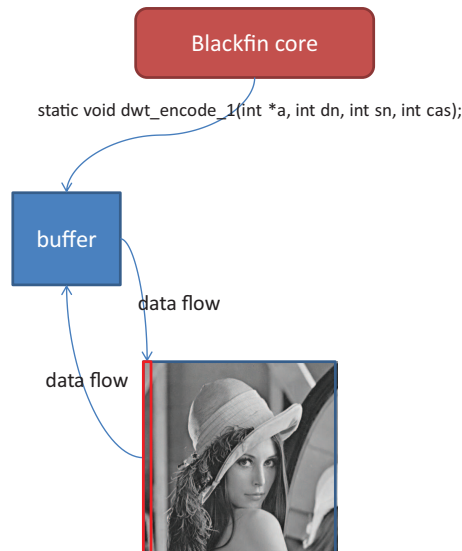 Blackfin core
static void dwt_encode_1(int *a, int dn, int sn, int cas);
buffer
data flow
data flow